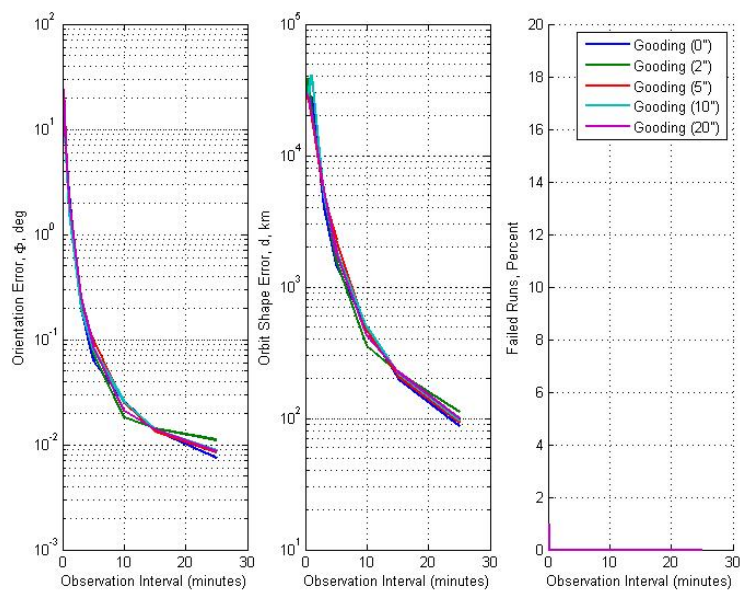 10^2
10^1
10^0
10^-1
10^-2
10^-3
Orientation Error, Φ, deg
0 10 20 30
Observation Interval (minutes)
10^5
10^4
10^3
10^2
10^1
Orbit Shape Error, d, km
0 10 20 30
Observation Interval (minutes)
20
18
16
14
12
10
8
6
4
2
0
Failed Runs, Percent
0 10 20 30
Observation Interval (minutes)
Gooding (0")
Gooding (2")
Gooding (5")
Gooding (10")
Gooding (20")